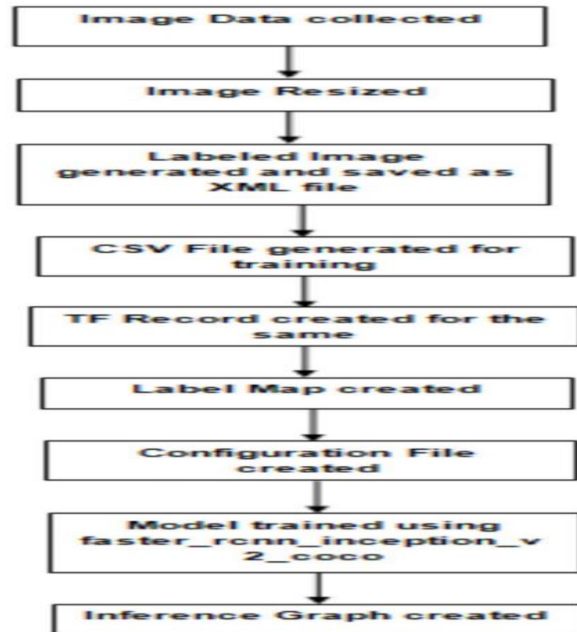 Image Data collected
Image Resized
Labeled Image
generated and saved as
XML file
CSV File generated for
training
TF Record created for the
same
Label Map created
Configuration File
created
Model trained using
faster_rcnn_inception_v
2_coco
Inference Graph created